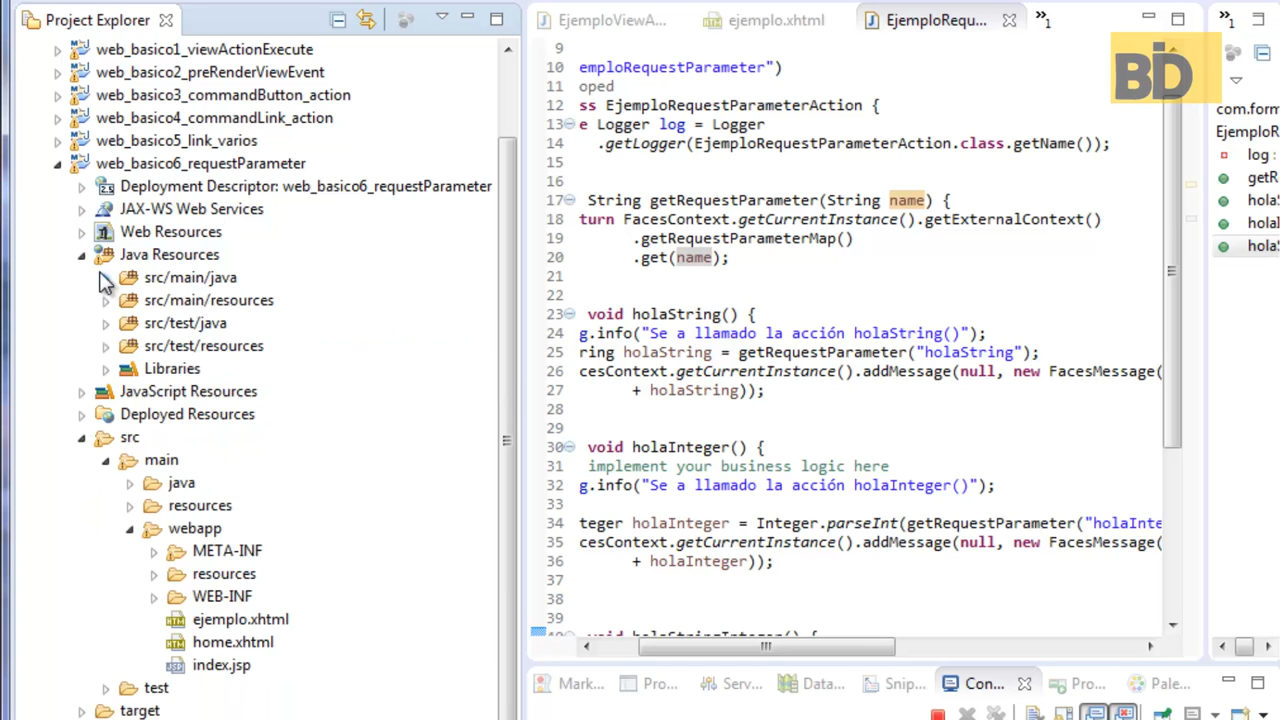 Project Explorer
web_basico1_viewActionExecute
web_basico2_preRenderViewEvent
web_basico3_commandButton_action
web_basico4_commandLink_action
web_basico5_link_varios
web_basico6_requestParameter
Deployment Descriptor: web_basico6_requestParameter
JAX-WS Web Services
Web Resources
Java Resources
src/main/java
src/main/resources
src/test/java
src/test/resources
Libraries
JavaScript Resources
Deployed Resources
src
main
java
resources
webapp
META-INF
resources
WEB-INF
ejemplo.xhtml
home.xhtml
index.jsp
test
target
EjemploViewA... ejemplo.xhtml EjemploRequ... »1
9
10 emploRequestParameter")
11 oped
12 ss EjemploRequestParameterAction {
13 e Logger log = Logger
14 .getLogger(EjemploRequestParameterAction.class.getName());
15
16
17 String getRequestParameter(String name) {
18 turn FacesContext.getCurrentInstance().getExternalContext()
19 .getRequestParameterMap()
20 .get(name);
21
22
23 void holaString() {
24 g.info("Se a llamado la acción holaString()");
25 ring holaString = getRequestParameter("holaString");
26 cesContext.getCurrentInstance().addMessage(null, new FacesMessage(
27 + holaString));
28
29
30 void holaInteger() {
31 implement your business logic here
32 g.info("Se a llamado la acción holaInteger()");
34 teger holaInteger = Integer.parseInt(getRequestParameter("holaInte
35 cesContext.getCurrentInstance().addMessage(null, new FacesMessage(
36 + holaInteger));
37
38
39
void holaStringInteger() {
BD
»1
com.form
EjemploR
log :
getR
holaS
holaI
holaS
Mark... Pro... Serv... Data... Snip... Con... Pro... Pale...